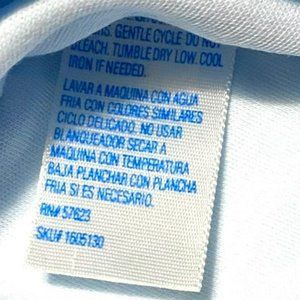 GENTLE CYCLE DO NOT
BLEACH. TUMBLE DRY LOW. COOL
IRON IF NEEDED.
LAVAR A MAQUINA CON AGUA
FRIA CON COLORES SIMILARES
CICLO DELICADO. NO USAR
BLANQUEADOR SECAR A
MAQUINA CON TEMPERATURA
BAJA PLANCHAR CON PLANCHA
FRIA SI ES NECESARIO.
RN# 57623
SKU# 1605130